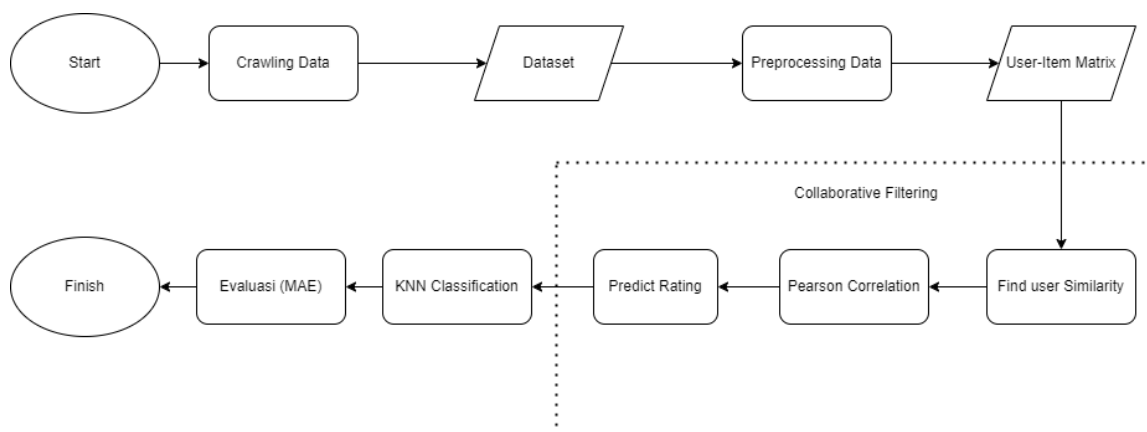 Start
Crawling Data
Dataset
Preprocessing Data
User-Item Matrix
Collaborative Filtering
Finish
Evaluasi (MAE)
KNN Classification
Predict Rating
Pearson Correlation
Find user Similarity